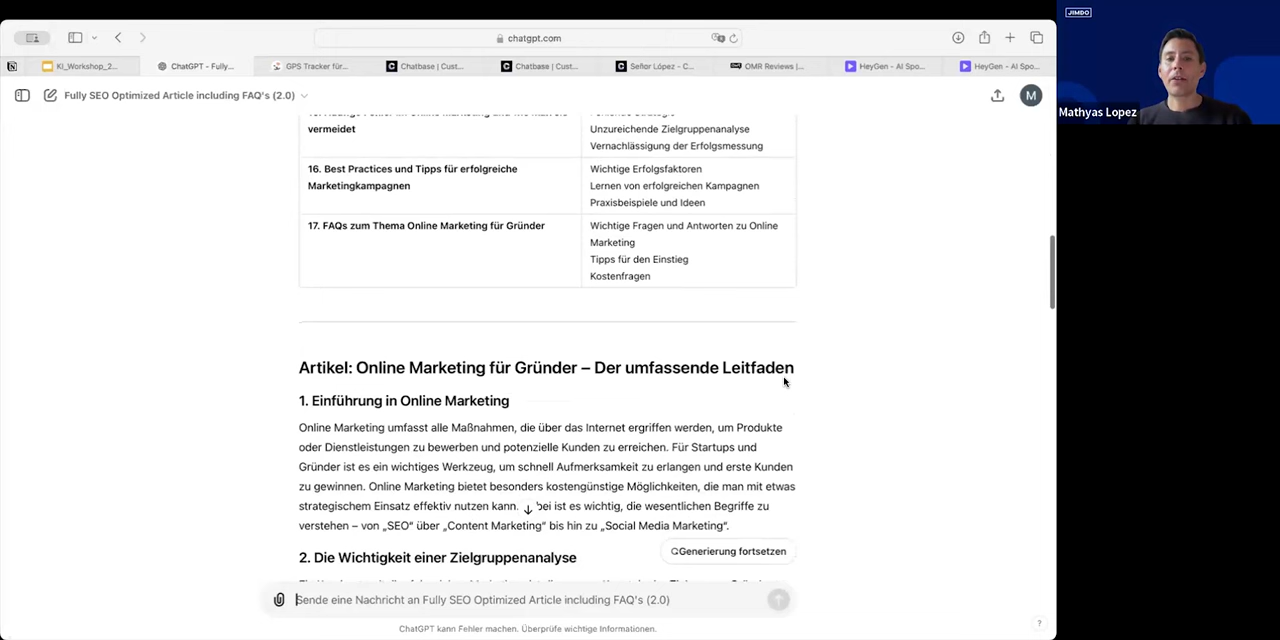 JIMDO
chatgpt.com
KI_Workshop_2...
ChatGPT - Fully...
GPS Tracker für...
Chatbase | Cust...
Chatbase | Cust...
Señor López - C...
OMR Reviews |...
HeyGen - AI Spo...
HeyGen - AI Spo...
Fully SEO Optimized Article including FAQ's (2.0)
M
Mathyas Lopez
vermeidet
Unzureichende Zielgruppenanalyse
Vernachlässigung der Erfolgsmessung
16. Best Practices und Tipps für erfolgreiche
Marketingkampagnen
Wichtige Erfolgsfaktoren
Lernen von erfolgreichen Kampagnen
Praxisbeispiele und Ideen
17. FAQs zum Thema Online Marketing für Gründer
Wichtige Fragen und Antworten zu Online
Marketing
Tipps für den Einstieg
Kostenfragen
Artikel: Online Marketing für Gründer – Der umfassende Leitfaden
1. Einführung in Online Marketing
Online Marketing umfasst alle Maßnahmen, die über das Internet ergriffen werden, um Produkte
oder Dienstleistungen zu bewerben und potenzielle Kunden zu erreichen. Für Startups und
Gründer ist es ein wichtiges Werkzeug, um schnell Aufmerksamkeit zu erlangen und erste Kunden
zu gewinnen. Online Marketing bietet besonders kostengünstige Möglichkeiten, die man mit etwas
strategischem Einsatz effektiv nutzen kann. bei ist es wichtig, die wesentlichen Begriffe zu
verstehen – von „SEO“ über „Content Marketing“ bis hin zu „Social Media Marketing“.
2. Die Wichtigkeit einer Zielgruppenanalyse
Generierung fortsetzen
Sende eine Nachricht an Fully SEO Optimized Article including FAQ's (2.0)
ChatGPT kann Fehler machen. Überprüfe wichtige Informationen.
?